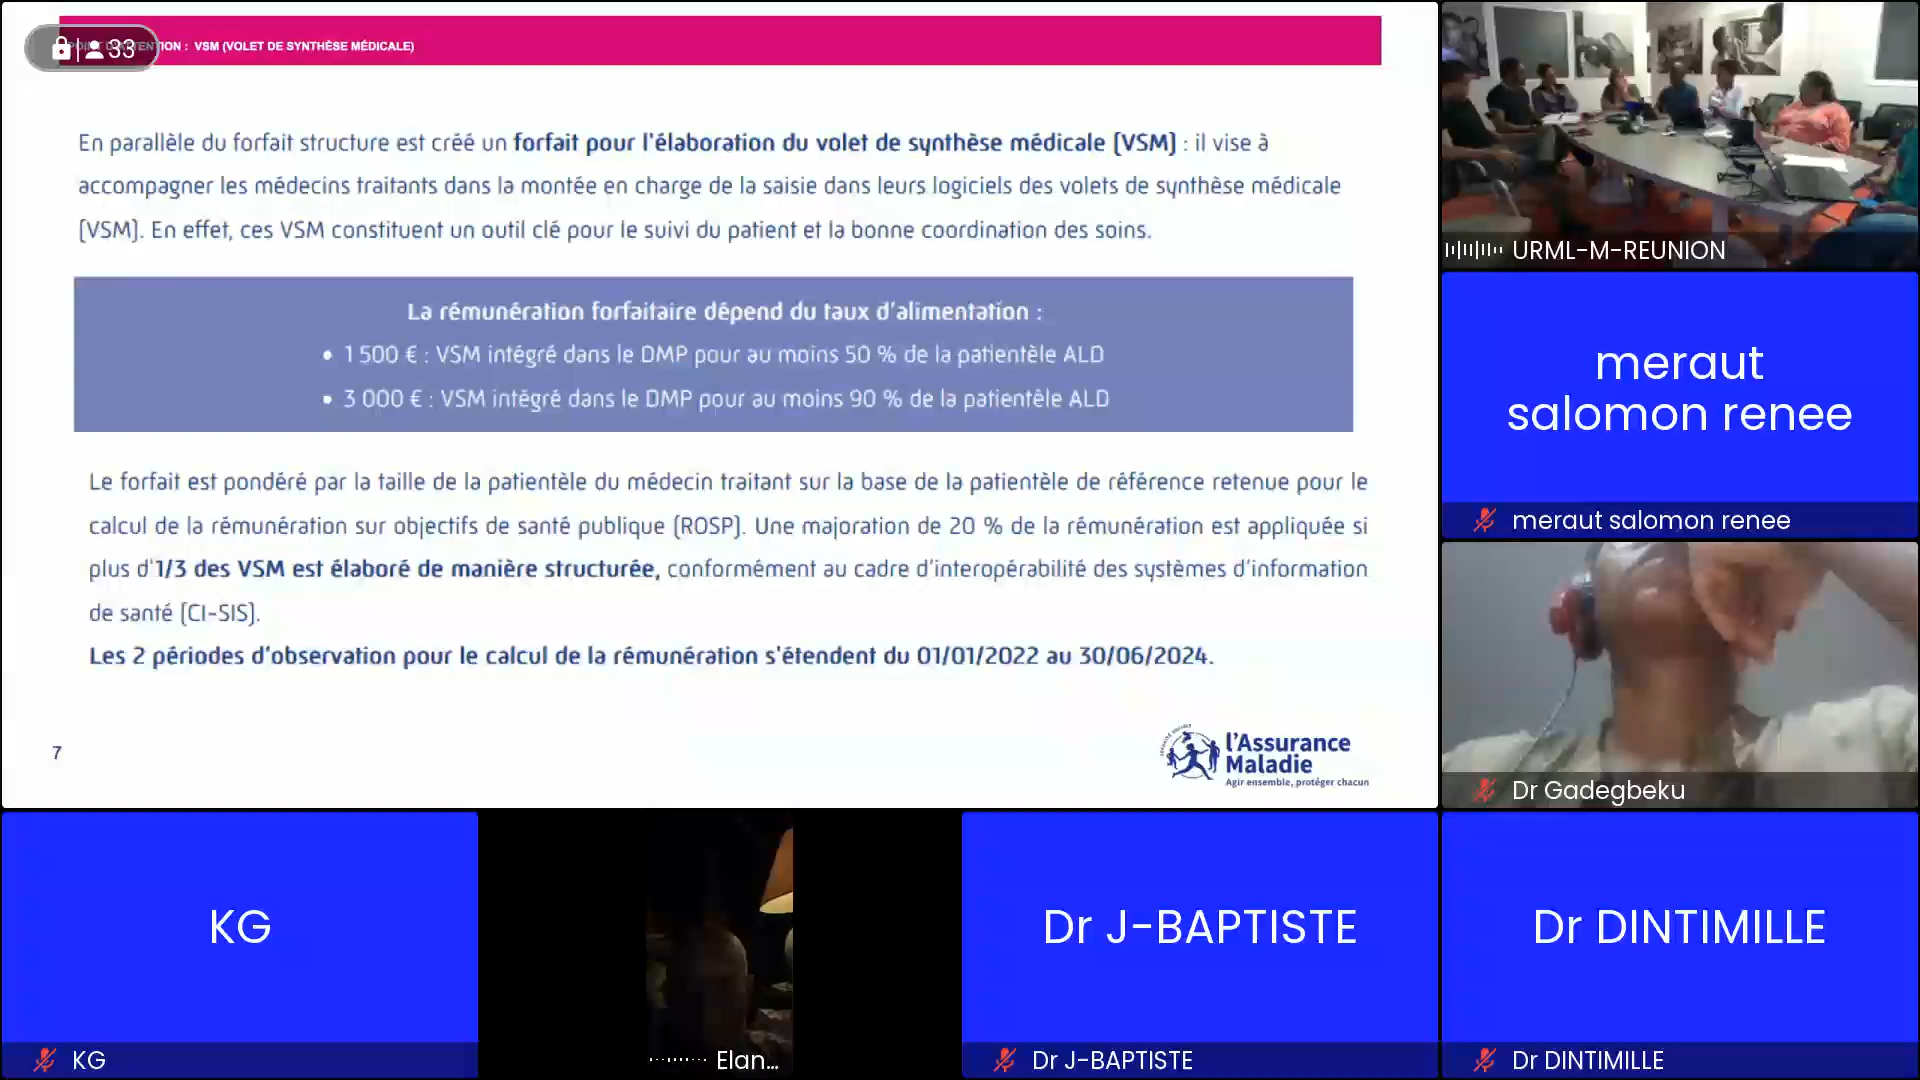 33
ION : VSM (VOLET DE SYNTHÈSE MÉDICALE)
En parallèle du forfait structure est créé un forfait pour l'élaboration du volet de synthèse médicale (VSM) : il vise à
accompagner les médecins traitants dans la montée en charge de la saisie dans leurs logiciels des volets de synthèse médicale
(VSM). En effet, ces VSM constituent un outil clé pour le suivi du patient et la bonne coordination des soins.
La rémunération forfaitaire dépend du taux d'alimentation :
• 1 500 € : VSM intégré dans le DMP pour au moins 50 % de la patientèle ALD
• 3 000 € : VSM intégré dans le DMP pour au moins 90 % de la patientèle ALD
Le forfait est pondéré par la taille de la patientèle du médecin traitant sur la base de la patientèle de référence retenue pour le
calcul de la rémunération sur objectifs de santé publique (ROSP). Une majoration de 20 % de la rémunération est appliquée si
plus d'1/3 des VSM est élaboré de manière structurée, conformément au cadre d'interopérabilité des systèmes d'information
de santé (CI-SIS).
Les 2 périodes d'observation pour le calcul de la rémunération s'étendent du 01/01/2022 au 30/06/2024.
7
l'Assurance
Maladie
Agir ensemble, protéger chacun
URML-M-REUNION
meraut
salomon renee
meraut salomon renee
Dr Gadegbeku
KG
KG
Elan...
Dr J-BAPTISTE
Dr J-BAPTISTE
Dr DINTIMILLE
Dr DINTIMILLE